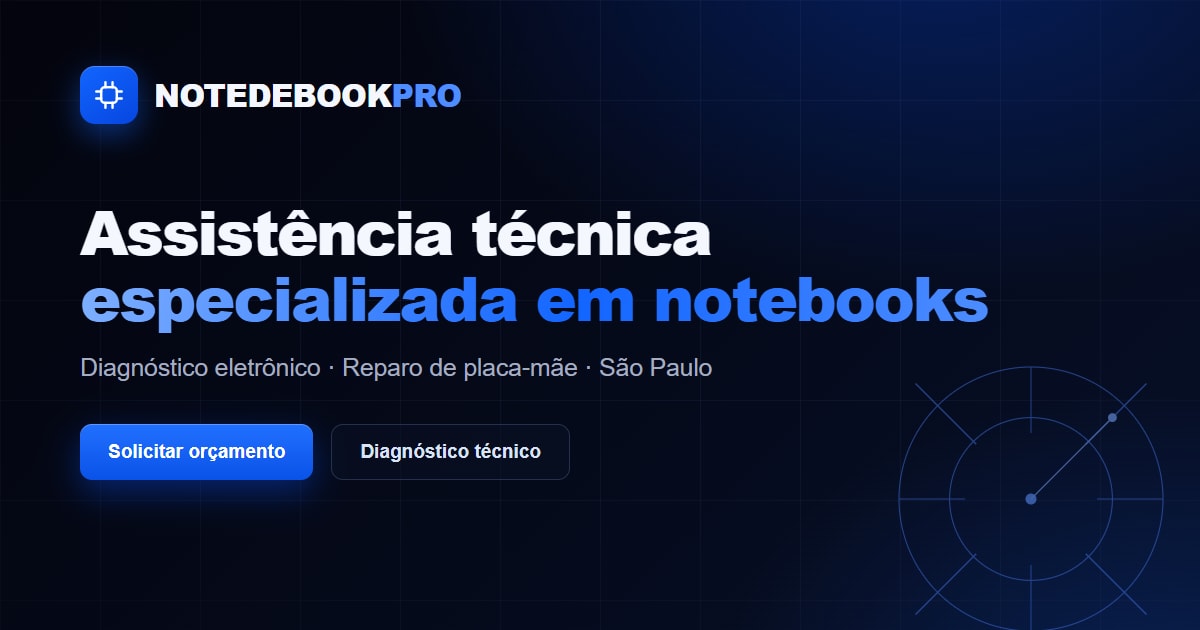 NOTEDEBOOKPRO
Assistência técnica
especializada em notebooks
Diagnóstico eletrônico · Reparo de placa-mãe · São Paulo
Solicitar orçamento
Diagnóstico técnico